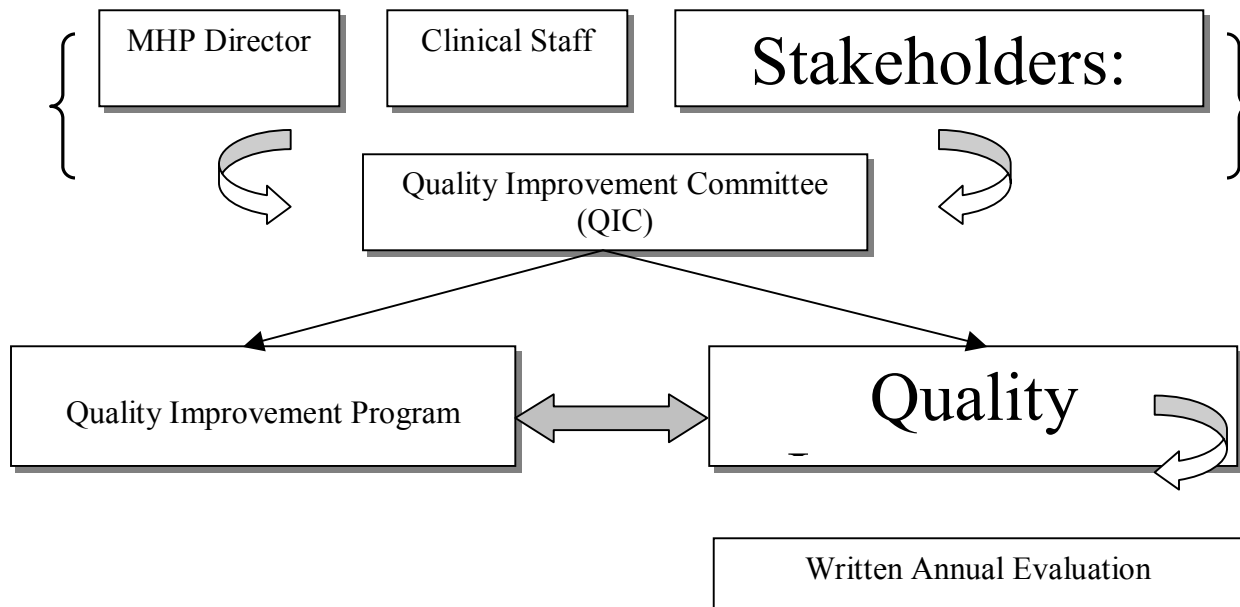 MHP Director
Clinical Staff
Stakeholders:
Quality Improvement Committee
(QIC)
Quality Improvement Program
Quality
Written Annual Evaluation